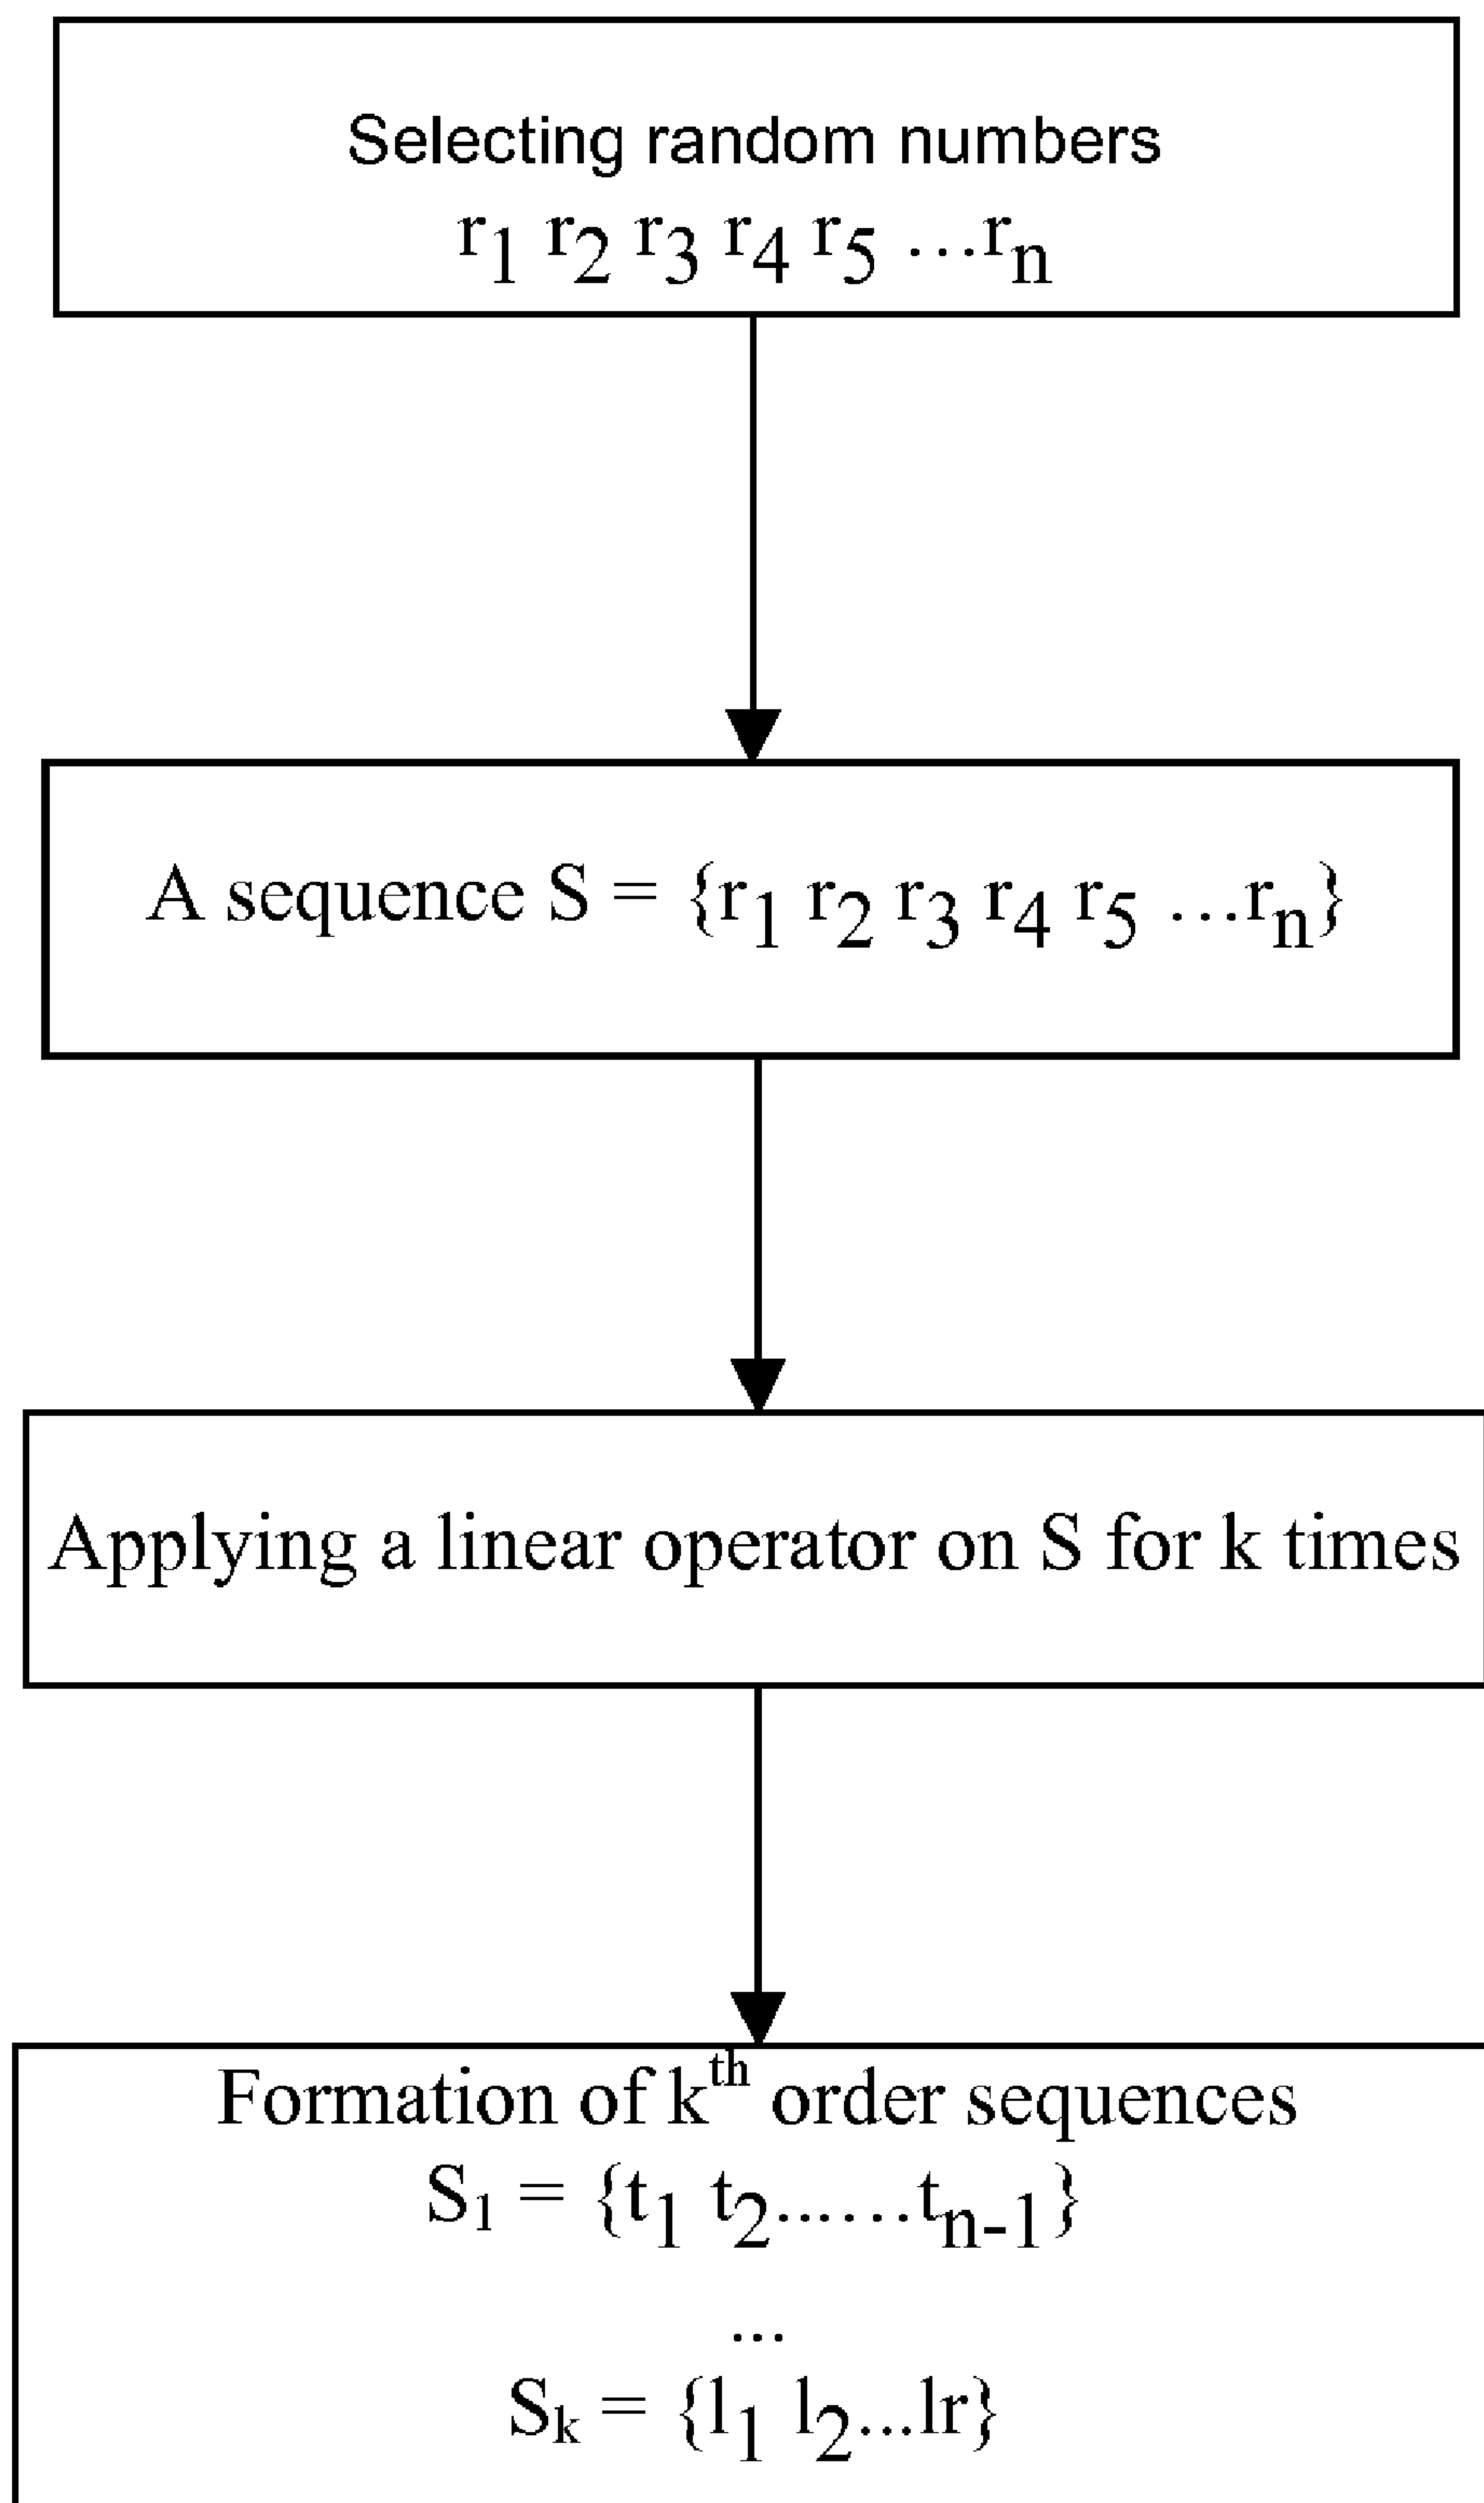 Selecting random numbers
r₁ r₂ r₃ r₄ r₅ ...rₙ
A sequence S = {r₁ r₂ r₃ r₄ r₅ ...rₙ}
Applying a linear operator on S for k times
Formation of kᵗʰ order sequences
S₁ = {t₁ t₂......tₙ₋₁}
...
Sₖ = {l₁ l₂...lr}